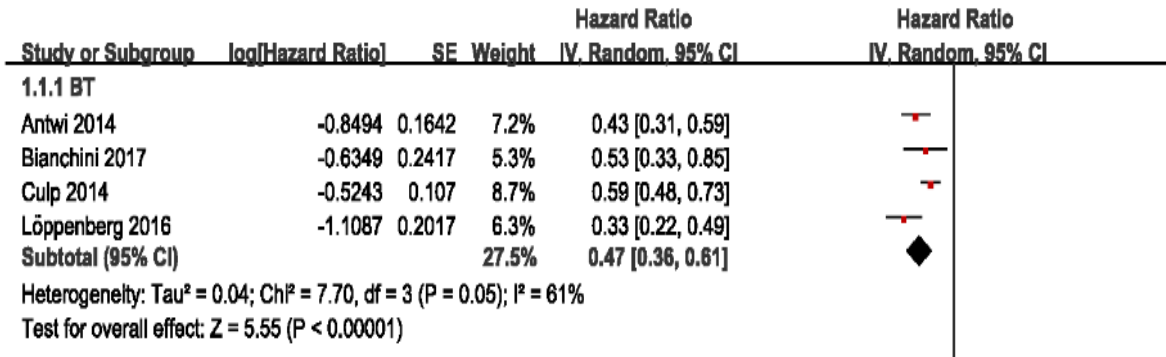 Hazard Ratio Hazard Ratio
Study or Subgroup log[Hazard Ratio] SE Weight IV, Random, 95% CI IV, Random, 95% CI
1.1.1 BT
Antwi 2014 -0.8494 0.1642 7.2% 0.43 [0.31, 0.59]
Bianchini 2017 -0.6349 0.2417 5.3% 0.53 [0.33, 0.85]
Culp 2014 -0.5243 0.107 8.7% 0.59 [0.48, 0.73]
Löppenberg 2016 -1.1087 0.2017 6.3% 0.33 [0.22, 0.49]
Subtotal (95% CI) 27.5% 0.47 [0.36, 0.61]
Heterogeneity: Tau² = 0.04; Chi² = 7.70, df = 3 (P = 0.05); I² = 61%
Test for overall effect: Z = 5.55 (P < 0.00001)